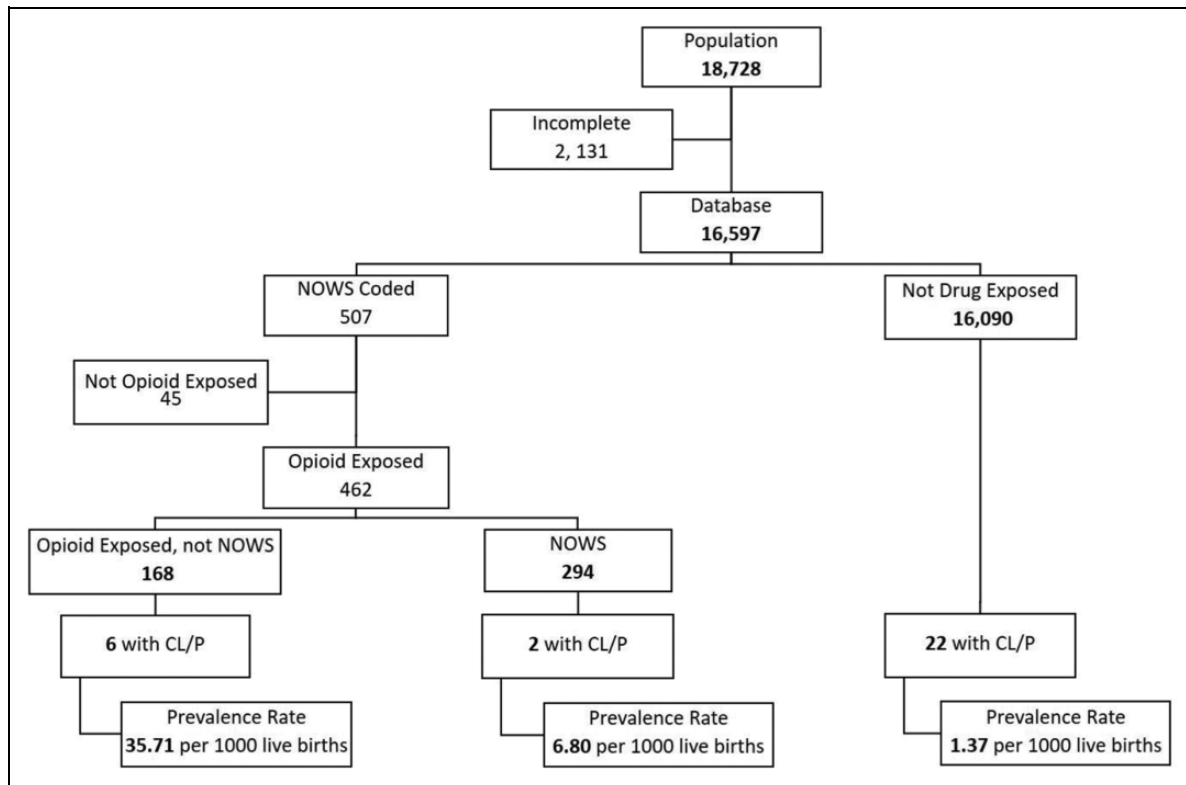 Population
18,728
Incomplete
2, 131
Database
16,597
NOWS Coded
507
Not Drug Exposed
16,090
Not Opioid Exposed
45
Opioid Exposed
462
Opioid Exposed, not NOWS
168
NOWS
294
6 with CL/P
2 with CL/P
22 with CL/P
Prevalence Rate
35.71 per 1000 live births
Prevalence Rate
6.80 per 1000 live births
Prevalence Rate
1.37 per 1000 live births